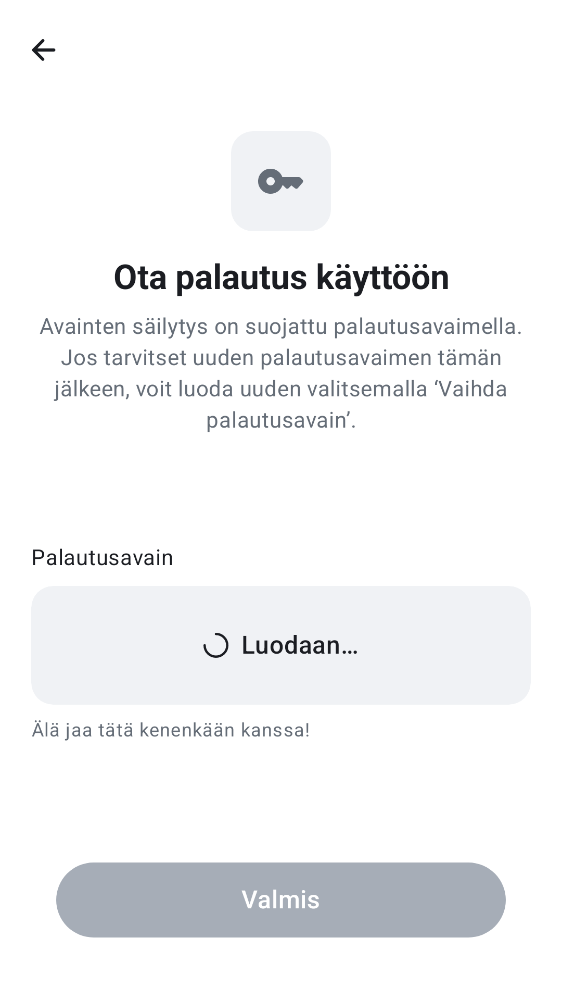 Ota palautus käyttöön
Avainten säilytys on suojattu palautusavaimella.
Jos tarvitset uuden palautusavaimen tämän
jälkeen, voit luoda uuden valitsemalla ‘Vaihda
palautusavain’.
Palautusavain
Luodaan…
Älä jaa tätä kenenkään kanssa!
Valmis